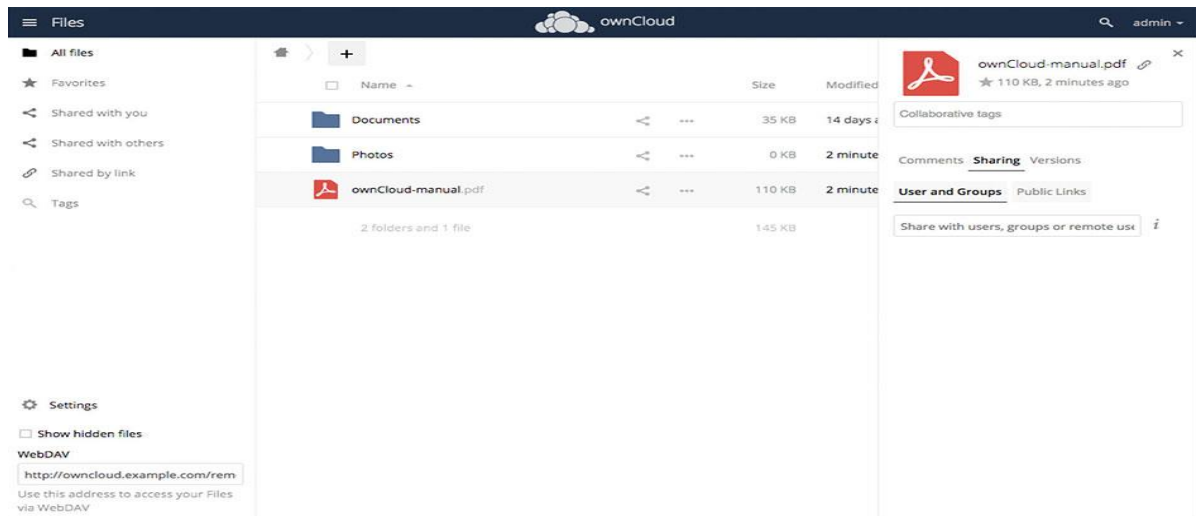 Files
ownCloud
admin
All files
Favorites
Shared with you
Shared with others
Shared by link
Tags
+
Name
Size
Modified
Documents
35 KB
14 days a
Photos
0 KB
2 minute
ownCloud-manual.pdf
110 KB
2 minute
2 folders and 1 file
145 KB
ownCloud-manual.pdf
110 KB, 2 minutes ago
Collaborative tags
Comments Sharing Versions
User and Groups Public Links
Share with users, groups or remote use
i
Settings
Show hidden files
WebDAV
http://owncloud.example.com/rem
Use this address to access your Files
via WebDAV